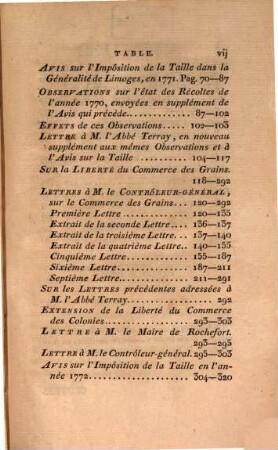 TABLE. vij
AVIS sur l'Impôsition de la Taille dans la
Généralité de Limoges, en 1771. Pag. 70—87
OBSERVATIONS sur l'état des Récoltes de
l'année 1770, envoyées en supplément de
l'Avis qui précéde........ 87—102
EFFETS de ces Observations..... 102—103
LETTRE à M. l'Abbé Terray, en nouveau
supplément aux mêmes Observations et à
l'Avis sur la Taille ........ 104—117
SUR LA LIBERTÉ du Commerce des Grains.
118—292
LETTRES à M. le CONTRÔLEUR-GÉNÉRAL,
sur le Commerce des Grains... 120—292
Première Lettre ............ 120—135
Extrait de la seconde Lettre .. 136—137
Extrait de la troisième Lettre .. 137—140
Extrait de la quatrième Lettre.. 140—155
Cinquième Lettre........... 155—187
Sixième Lettre............. 187—211
Septième Lettre............ 211—291
SUR LES LETTRES précédentes adressées à
M. l'Abbé Terray............. 292
EXTENSION de la Liberté du Commerce
des Colonies.............. 293—303
LETTRE à M. le Maire de Rochefort.
293—295
LETTRE à M. le Contrôleur-général. 295—303
AVIS sur l'Imposition de la Taille en l'an-
née 1772............... 304—320